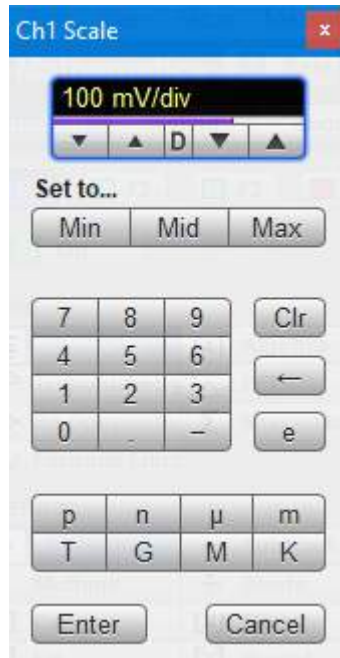 Ch1 Scale x
100 mV/div
▼ ▲ D ▼ ▲
Set to...
Min Mid Max
7 8 9 Clr
4 5 6 ←
1 2 3
0 . – e
p n µ m
T G M K
Enter Cancel